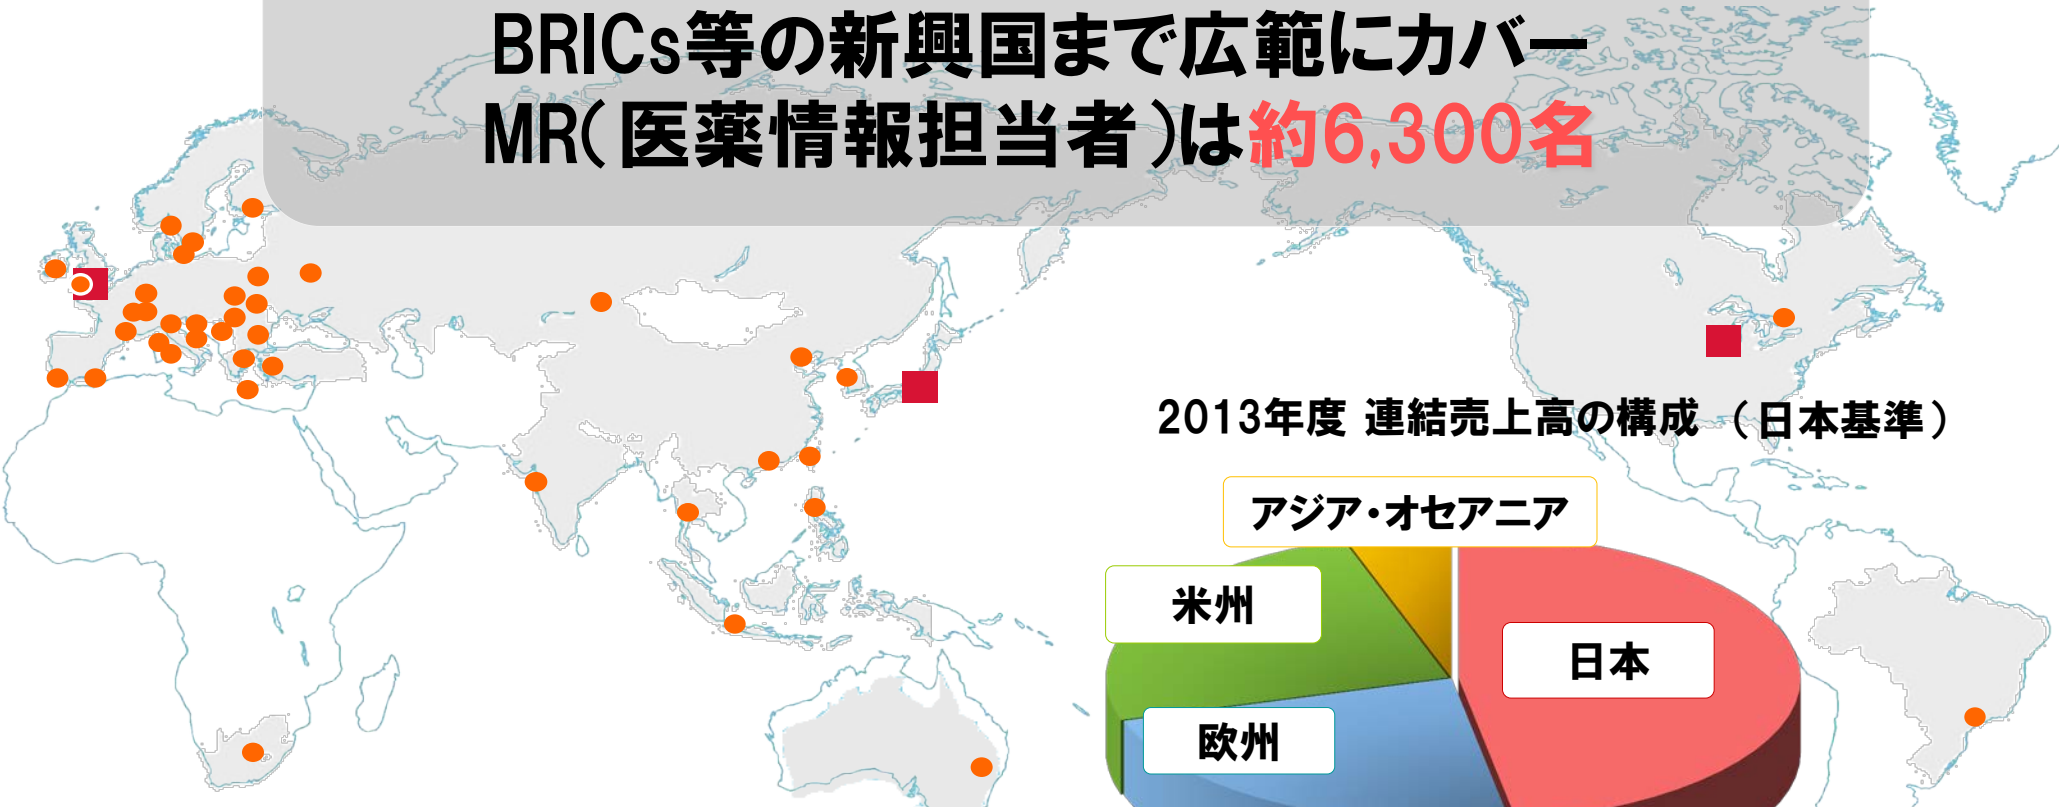 BRICs等の新興国まで広範にカバー
MR(医薬情報担当者)は約6,300名
2013年度 連結売上高の構成 (日本基準)
アジア・オセアニア
米州
日本
欧州